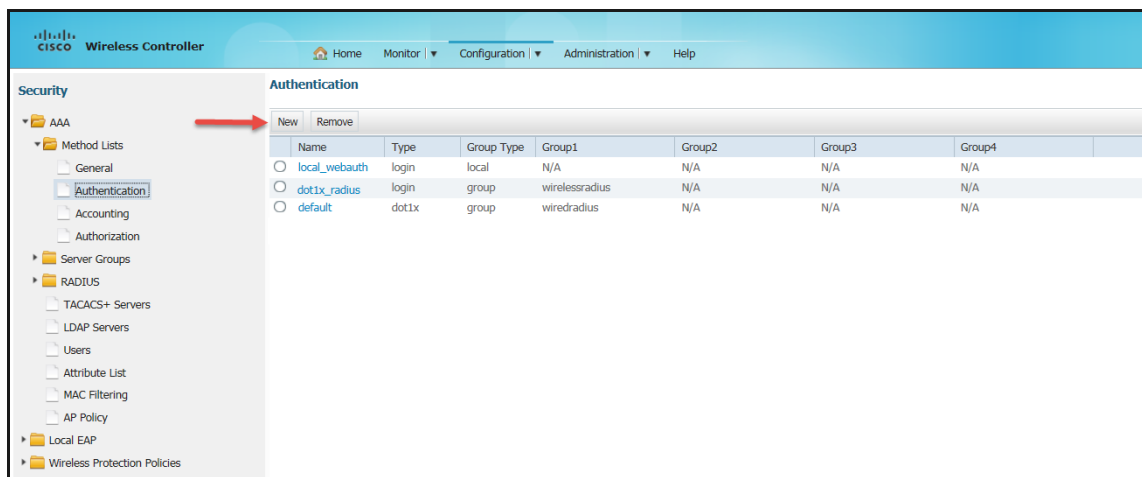 CISCO Wireless Controller
Home Monitor Configuration Administration Help
Security
AAA
Method Lists
General
Authentication
Accounting
Authorization
Server Groups
RADIUS
TACACS+ Servers
LDAP Servers
Users
Attribute List
MAC Filtering
AP Policy
Local EAP
Wireless Protection Policies
Authentication
New Remove
Name Type Group Type Group1 Group2 Group3 Group4
local_webauth login local N/A N/A N/A N/A
dot1x_radius login group wirelessradius N/A N/A N/A
default dot1x group wiredradius N/A N/A N/A